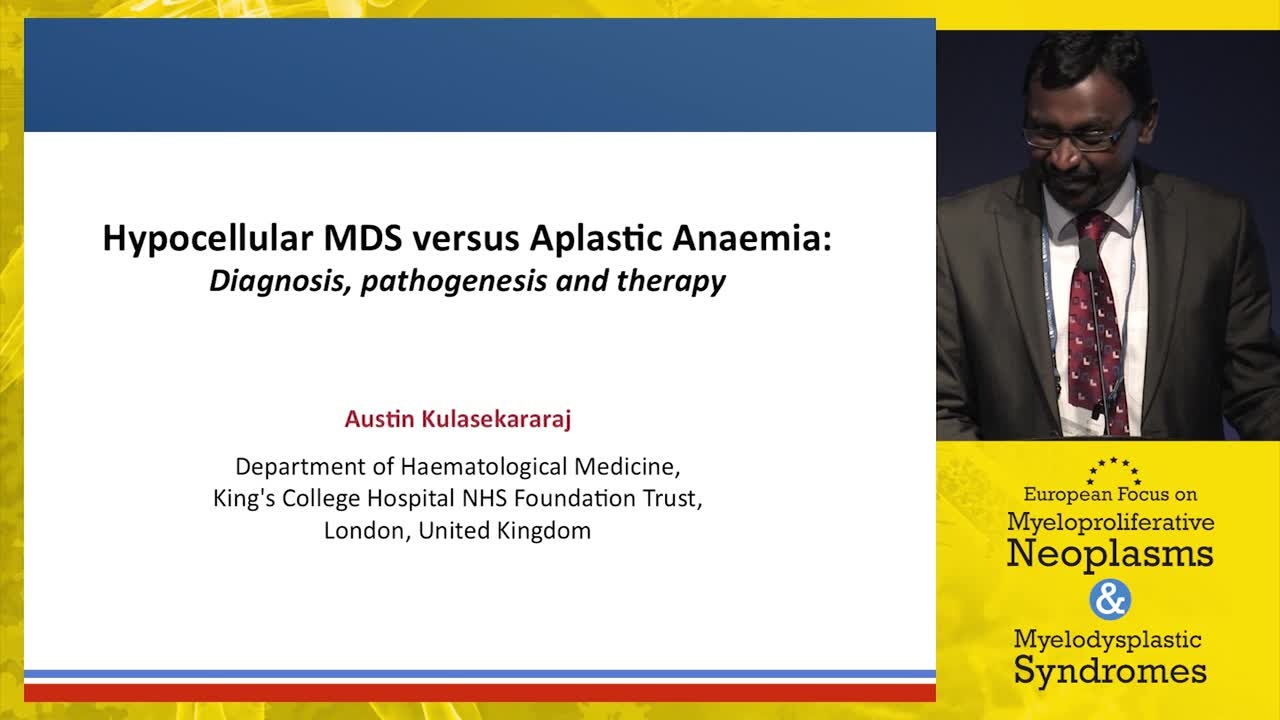 Hypocellular MDS versus Aplastic Anaemia:
Diagnosis, pathogenesis and therapy
Austin Kulasekararaj
Department of Haematological Medicine,
King's College Hospital NHS Foundation Trust,
London, United Kingdom
European Focus on
Myeloproliferative
Neoplasms
&
Myelodysplastic
Syndromes